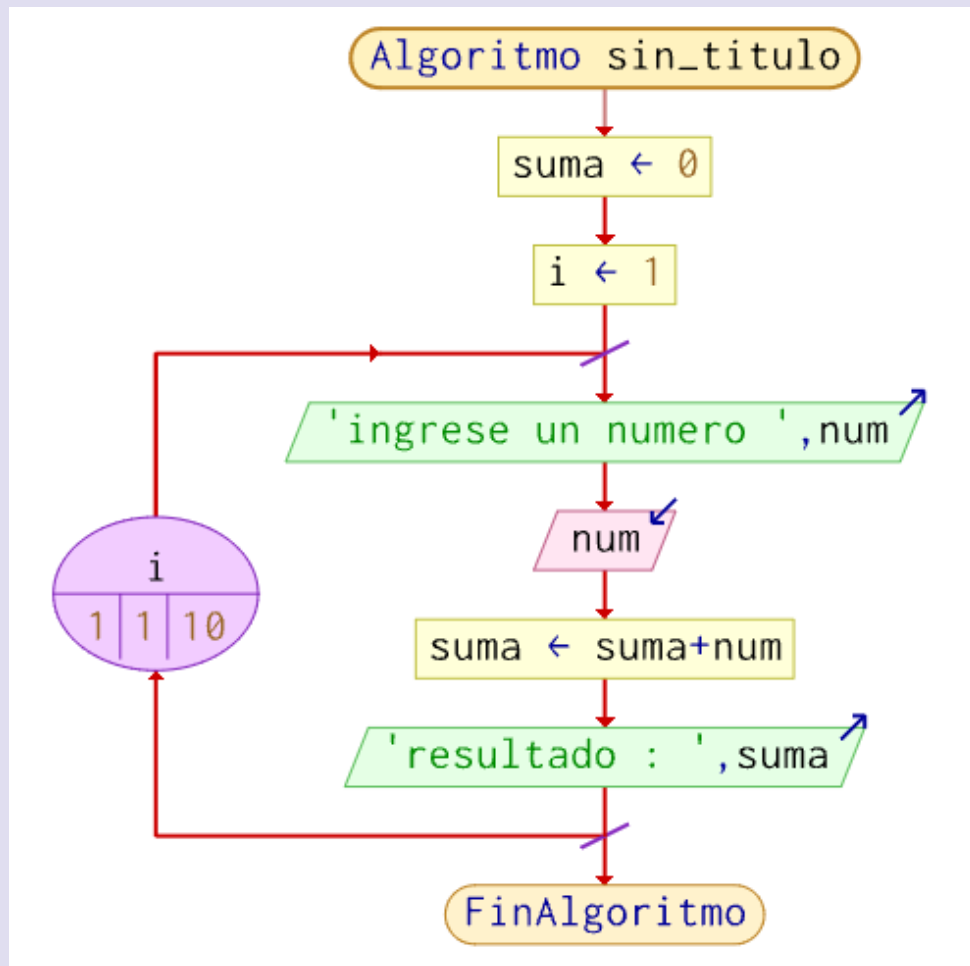 Algoritmo sin_titulo
suma ← 0
i ← 1
'ingrese un numero ',num
num
i
1 1 10
suma ← suma+num
'resultado : ',suma
FinAlgoritmo